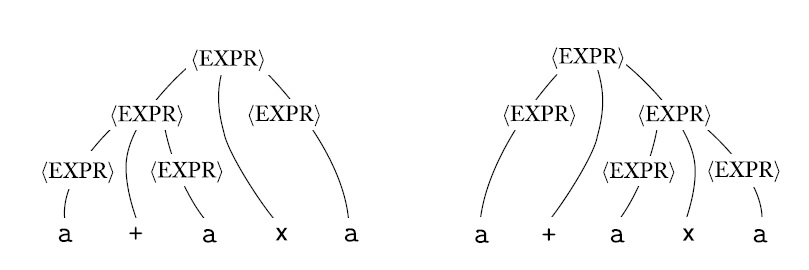 ⟨EXPR⟩ ⟨EXPR⟩
⟨EXPR⟩ ⟨EXPR⟩ ⟨EXPR⟩ ⟨EXPR⟩
⟨EXPR⟩ ⟨EXPR⟩ ⟨EXPR⟩ ⟨EXPR⟩
a + a x a a + a x a